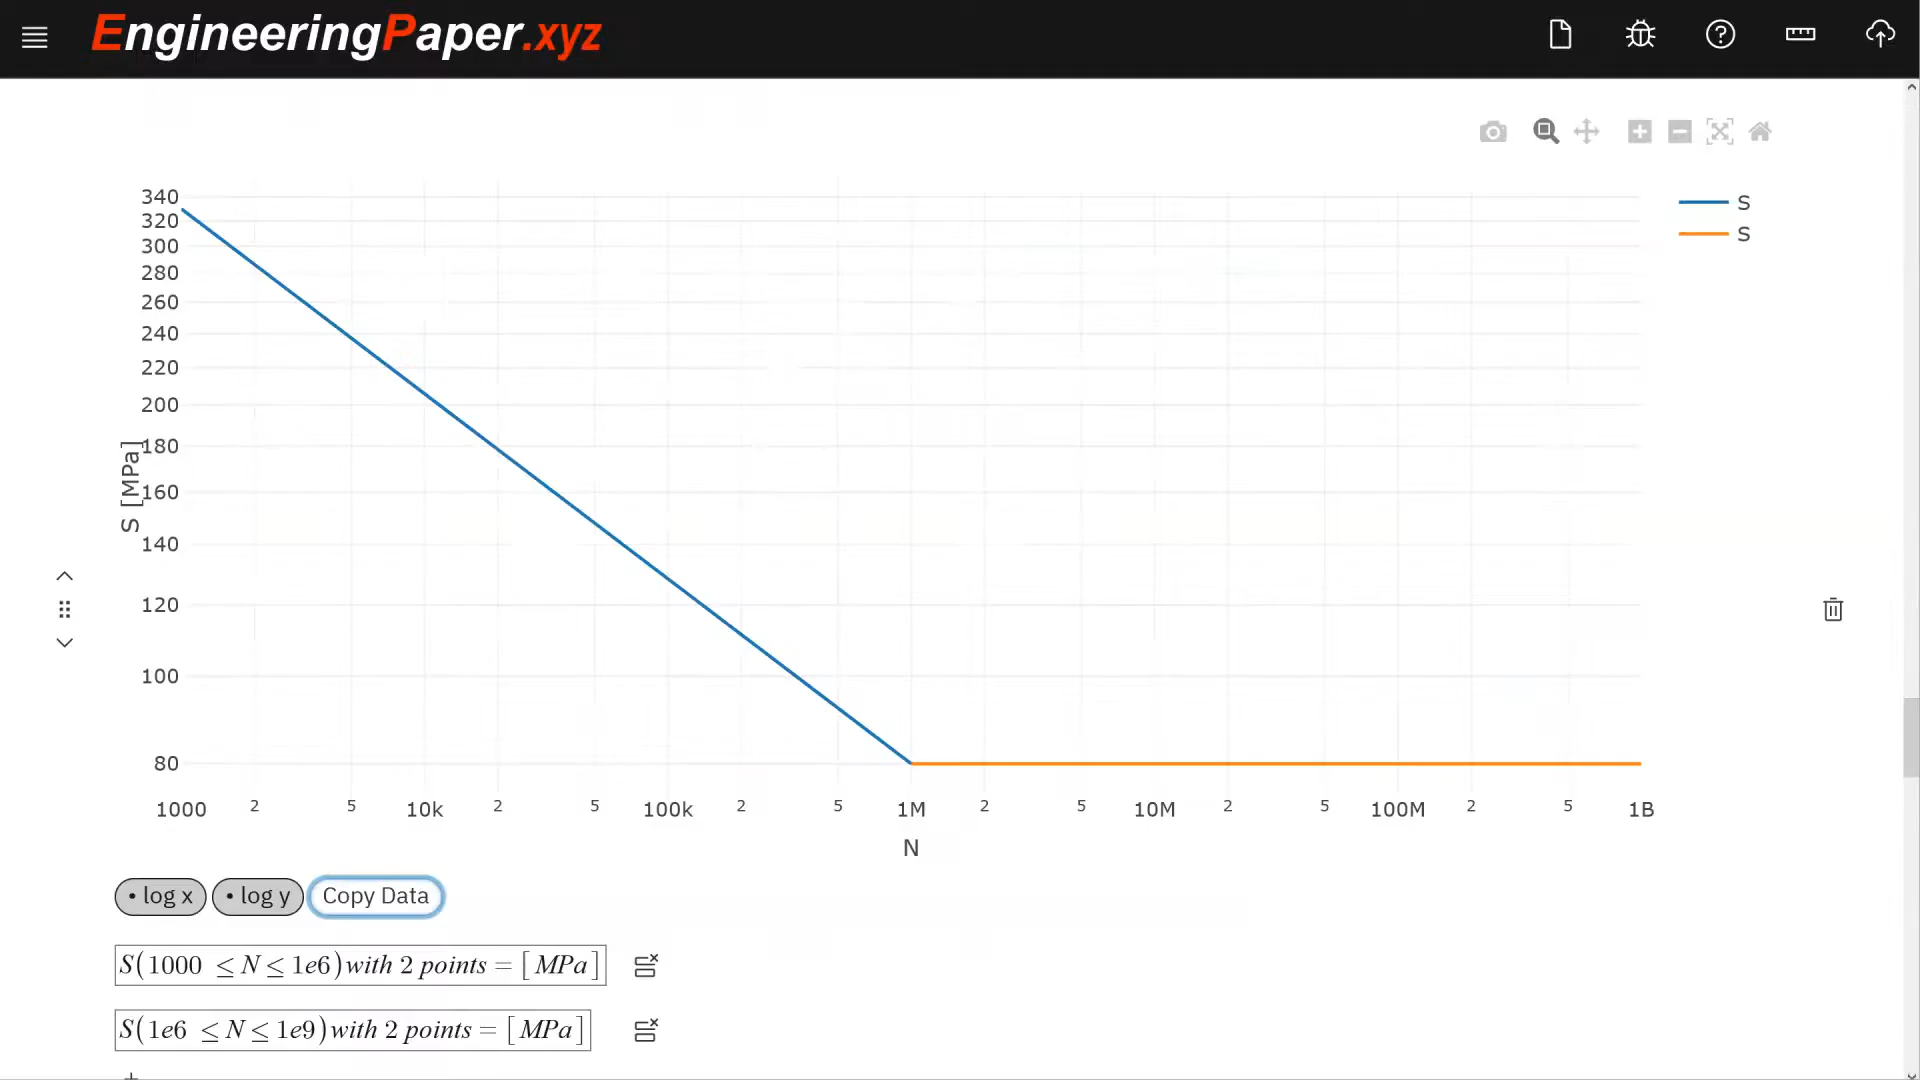 EngineeringPaper.xyz
340
320
300
280
260
240
220
200
180
160
140
120
100
80
S [MPa]
S
S
1000 2 5 10k 2 5 100k 2 5 1M 2 5 10M 2 5 100M 2 5 1B
N
• log x • log y Copy Data
S(1000 ≤ N ≤ 1e6) with 2 points = [MPa]
S(1e6 ≤ N ≤ 1e9) with 2 points = [MPa]